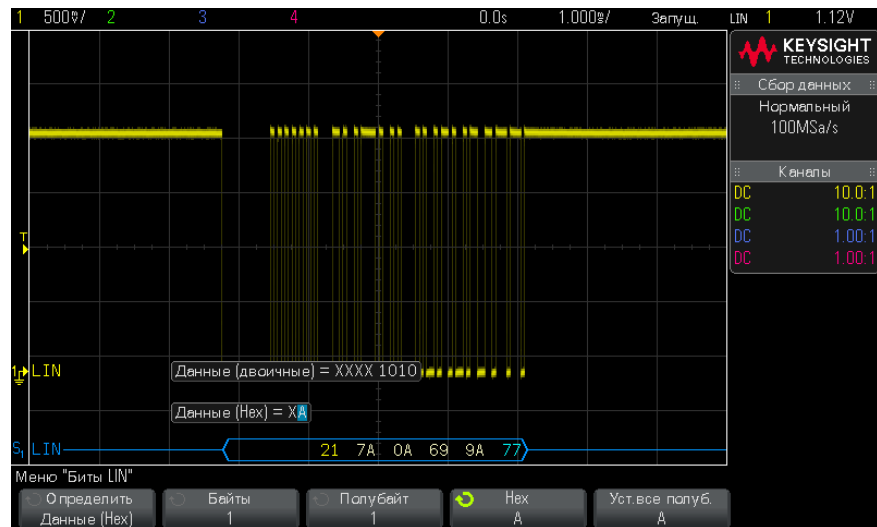 1 500♉/ 2 3 4 0.0s 1.000♉/ Запущ. LIN 1 1.12V
KEYSIGHT
TECHNOLOGIES
Сбор данных
Нормальный
100MSa/s
Каналы
DC 10.0:1
DC 10.0:1
DC 1.00:1
DC 1.00:1
T
1 LIN
Данные (двоичные) = XXXX 1010
Данные (Hex) = XA
S1 LIN 21 7A 0A 69 9A 77
Меню "Биты LIN"
Определить Байты Полубайт Hex Уст.все полуб.
Данные (Hex) 1 1 A A